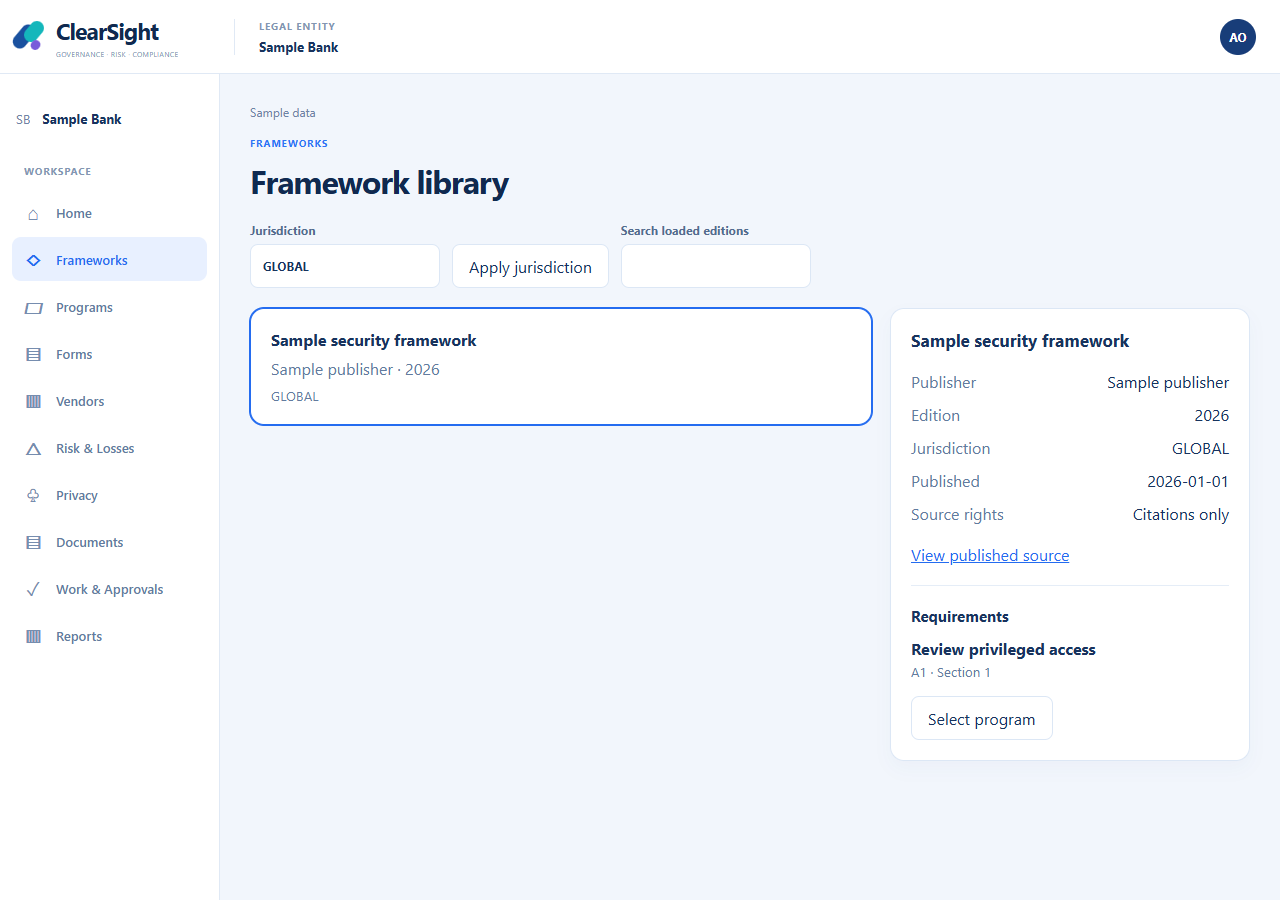 ClearSight
GOVERNANCE · RISK · COMPLIANCE
LEGAL ENTITY
Sample Bank
AO
SB Sample Bank
WORKSPACE
Home
Frameworks
Programs
Forms
Vendors
Risk & Losses
Privacy
Documents
Work & Approvals
Reports
Sample data
FRAMEWORKS
Framework library
Jurisdiction
GLOBAL
Apply jurisdiction
Search loaded editions
Sample security framework
Sample publisher · 2026
GLOBAL
Sample security framework
Publisher Sample publisher
Edition 2026
Jurisdiction GLOBAL
Published 2026-01-01
Source rights Citations only
View published source
Requirements
Review privileged access
A1 · Section 1
Select program